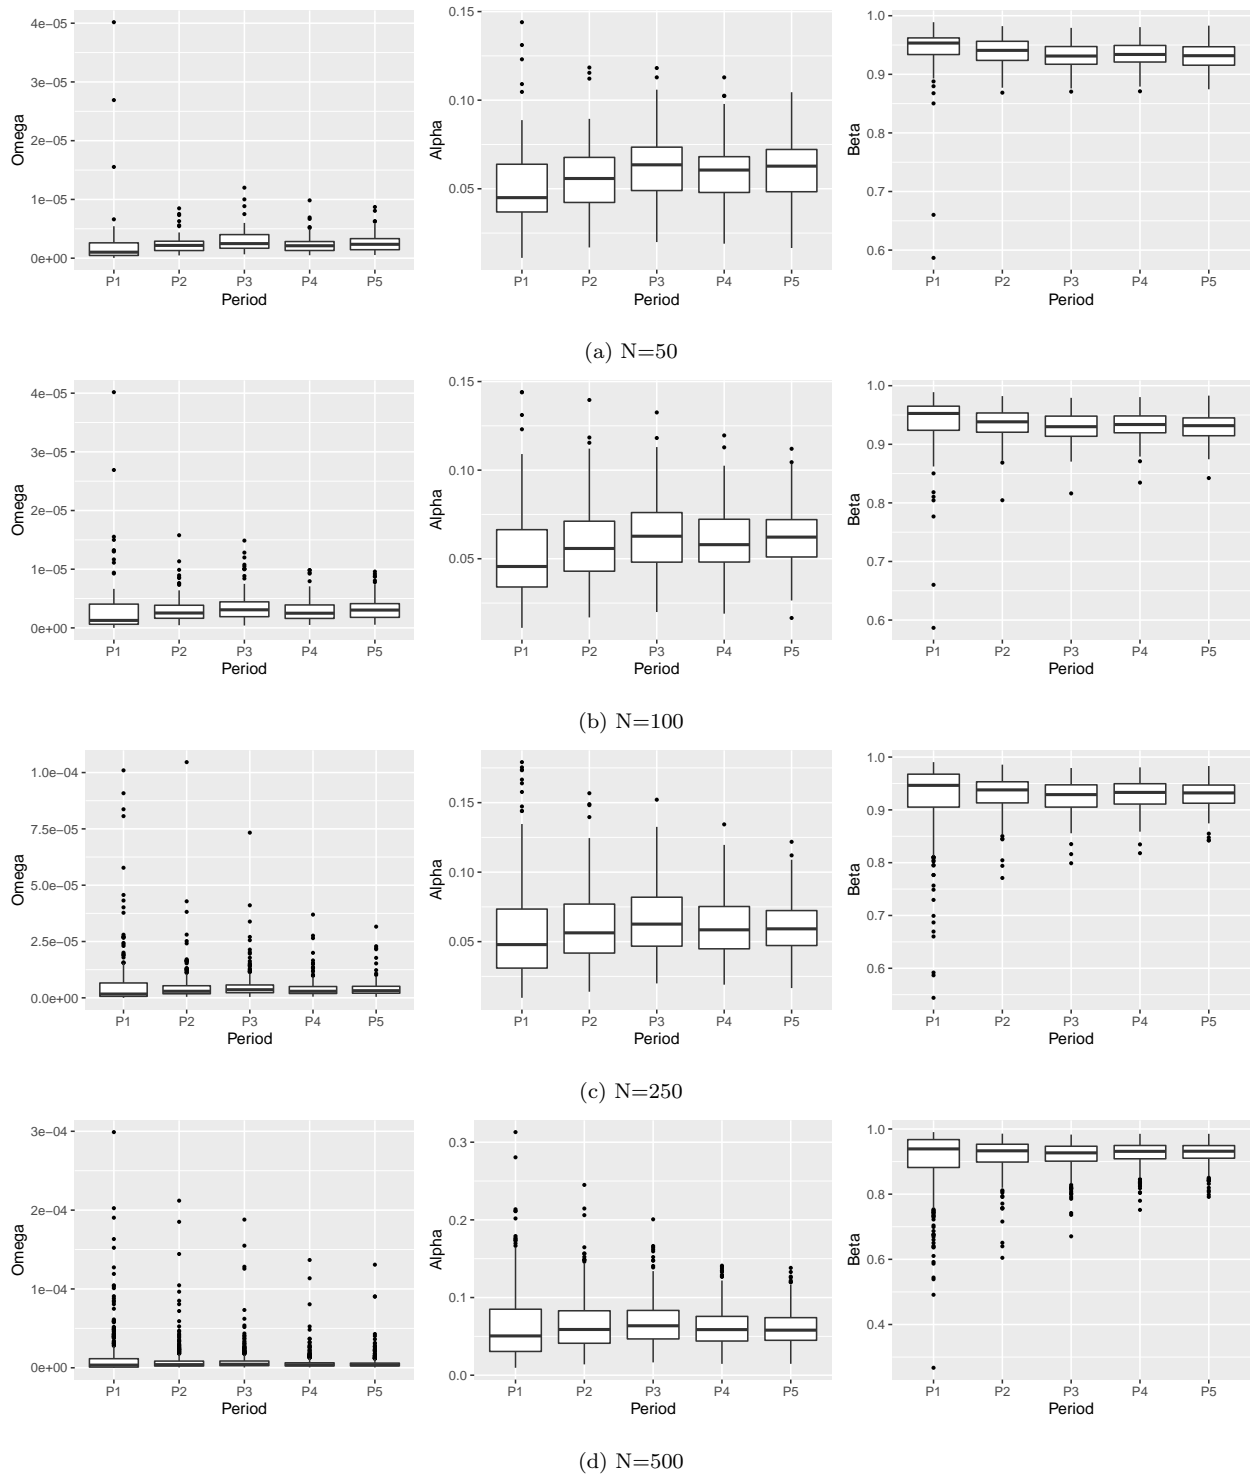 4e−05
3e−05
2e−05
1e−05
0e+00
Omega
P1 P2 P3 P4 P5
Period
0.15
0.10
0.05
Alpha
P1 P2 P3 P4 P5
Period
1.0
0.9
0.8
0.7
0.6
Beta
P1 P2 P3 P4 P5
Period
(a) N=50
4e−05
3e−05
2e−05
1e−05
0e+00
Omega
P1 P2 P3 P4 P5
Period
0.15
0.10
0.05
Alpha
P1 P2 P3 P4 P5
Period
1.0
0.9
0.8
0.7
0.6
Beta
P1 P2 P3 P4 P5
Period
(b) N=100
1.0e−04
7.5e−05
5.0e−05
2.5e−05
0.0e+00
Omega
P1 P2 P3 P4 P5
Period
0.15
0.10
0.05
Alpha
P1 P2 P3 P4 P5
Period
1.0
0.9
0.8
0.7
0.6
Beta
P1 P2 P3 P4 P5
Period
(c) N=250
3e−04
2e−04
1e−04
0e+00
Omega
P1 P2 P3 P4 P5
Period
0.3
0.2
0.1
0.0
Alpha
P1 P2 P3 P4 P5
Period
1.0
0.8
0.6
0.4
Beta
P1 P2 P3 P4 P5
Period
(d) N=500